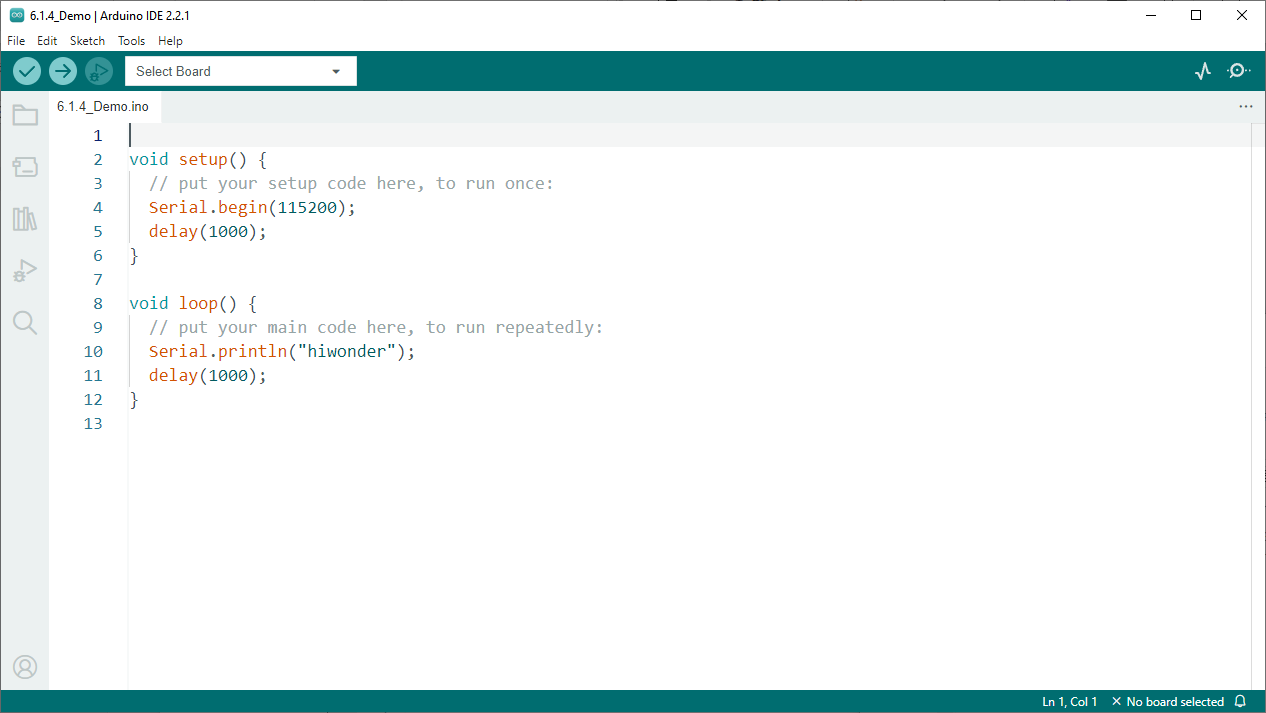 6.1.4_Demo | Arduino IDE 2.2.1
File Edit Sketch Tools Help
Select Board
6.1.4_Demo.ino
1
2 void setup() {
3 // put your setup code here, to run once:
4 Serial.begin(115200);
5 delay(1000);
6 }
7
8 void loop() {
9 // put your main code here, to run repeatedly:
10 Serial.println("hiwonder");
11 delay(1000);
12 }
13
Ln 1, Col 1 × No board selected